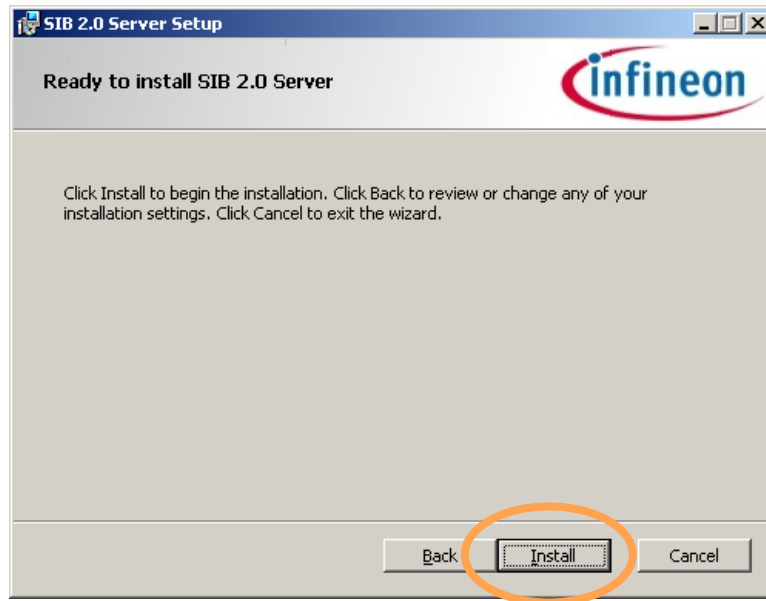 SIB 2.0 Server Setup
Ready to install SIB 2.0 Server
infineon
Click Install to begin the installation. Click Back to review or change any of your
installation settings. Click Cancel to exit the wizard.
Back Install Cancel